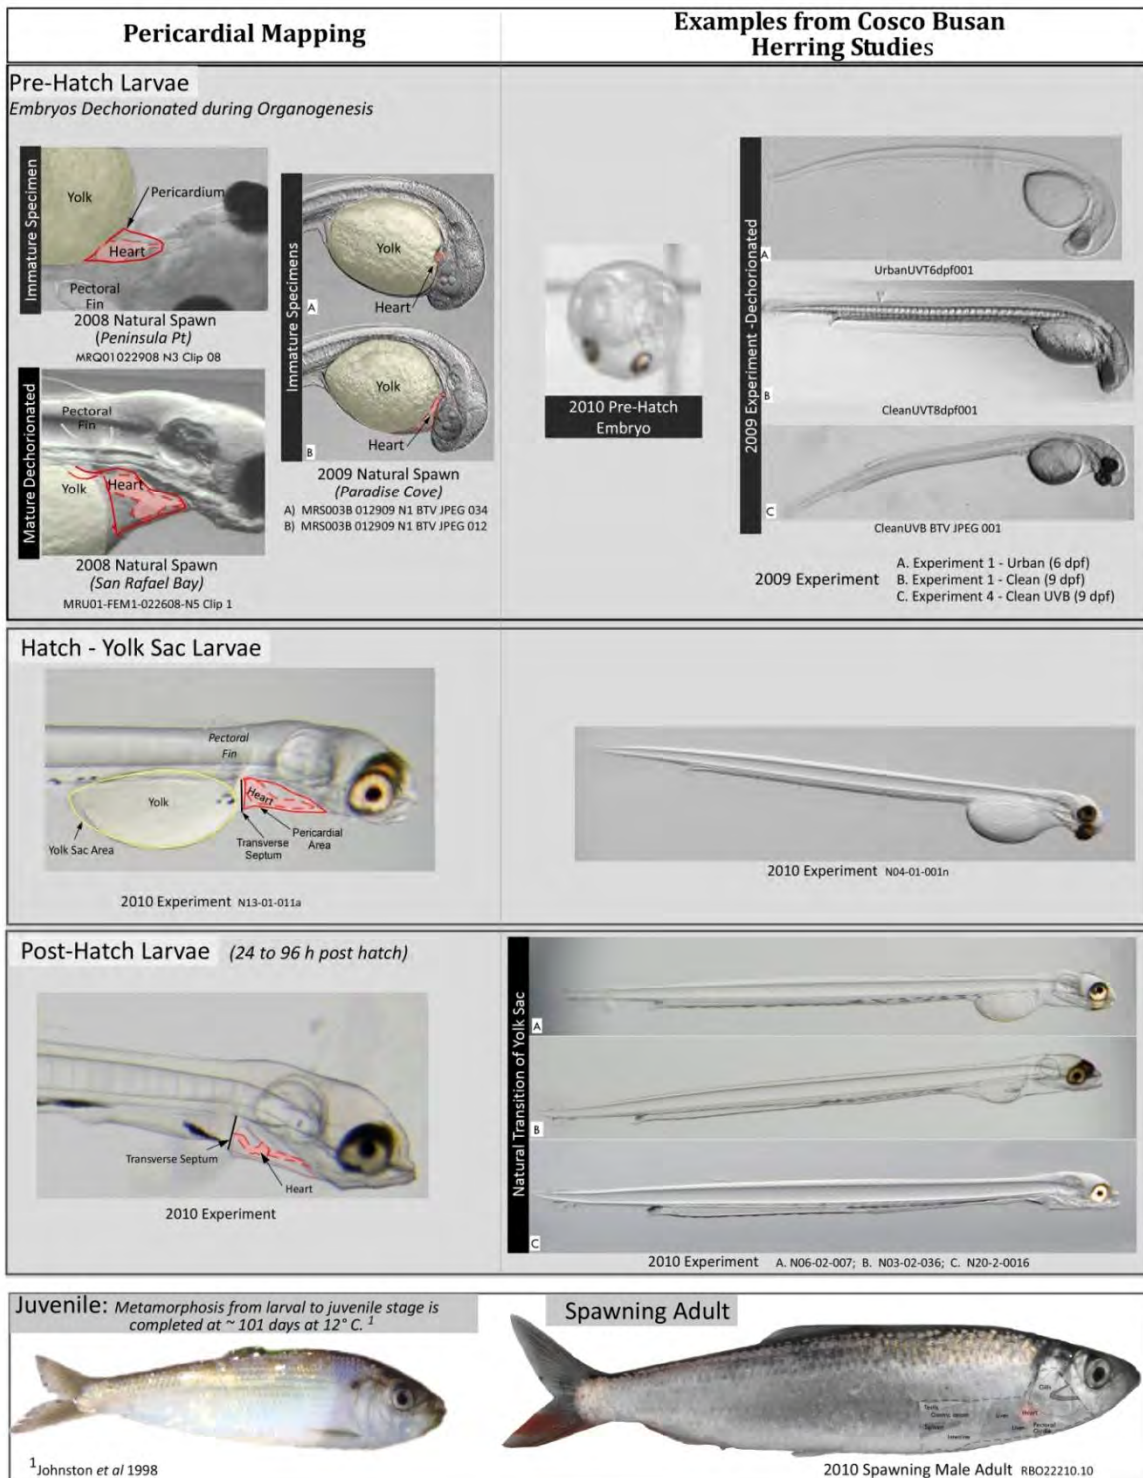 Pericardial Mapping
Examples from Cosco Busan
Herring Studies
Pre-Hatch Larvae
Embryos Dechorionated during Organogenesis
Immature Specimen
Yolk
Pericardium
Heart
Pectoral
Fin
2008 Natural Spawn
(Peninsula Pt)
MRQ01022908 N3 Clip 08
Mature Dechorionated
Pectoral
Fin
Yolk
Heart
2008 Natural Spawn
(San Rafael Bay)
MRU01-FEM1-022608-N5 Clip 1
Immature Specimens
Yolk
Heart
A
Yolk
Heart
B
2009 Natural Spawn
(Paradise Cove)
A) MRS003B 012909 N1 BTV JPEG 034
B) MRS003B 012909 N1 BTV JPEG 012
2010 Pre-Hatch
Embryo
2009 Experiment -Dechorionated
A
UrbanUVT6dpf001
B
CleanUVT8dpf001
C
CleanUVB BTV JPEG 001
2009 Experiment
A. Experiment 1 - Urban (6 dpf)
B. Experiment 1 - Clean (9 dpf)
C. Experiment 4 - Clean UVB (9 dpf)
Hatch - Yolk Sac Larvae
Pectoral
Fin
Yolk
Heart
Yolk Sac Area
Transverse
Septum
Pericardial
Area
2010 Experiment N13-01-011a
2010 Experiment N04-01-001n
Post-Hatch Larvae (24 to 96 h post hatch)
Transverse Septum
Heart
2010 Experiment
Natural Transition of Yolk Sac
A
B
C
2010 Experiment A. N06-02-007; B. N03-02-036; C. N20-2-0016
Juvenile: Metamorphosis from larval to juvenile stage is
completed at ~ 101 days at 12° C. 1
1Johnston et al 1998
Spawning Adult
Gills
Testis
Heart
Liver
Liver
Pectoral
Girdle
Intestine
2010 Spawning Male Adult RBO22210.10